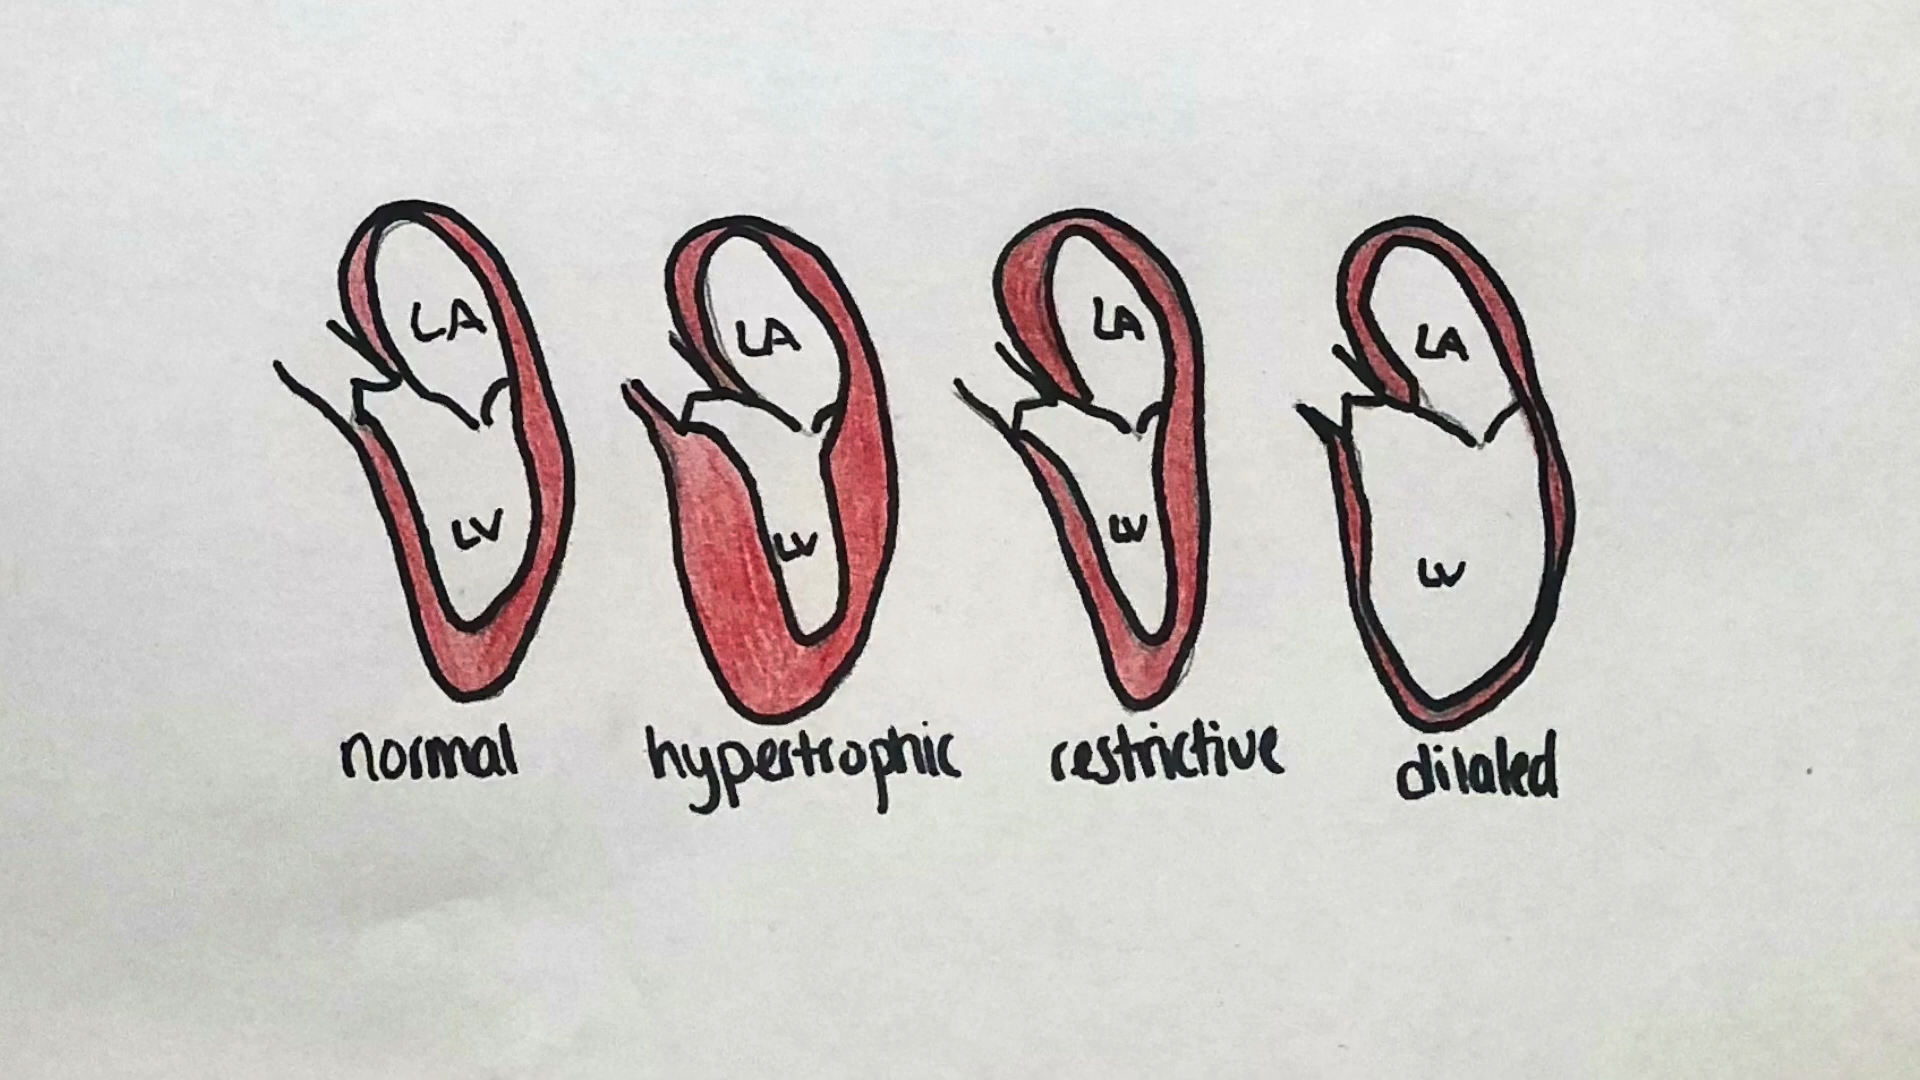 LA LA LA LA
LV LV LV LV
normal hypertrophic restrictive dilated